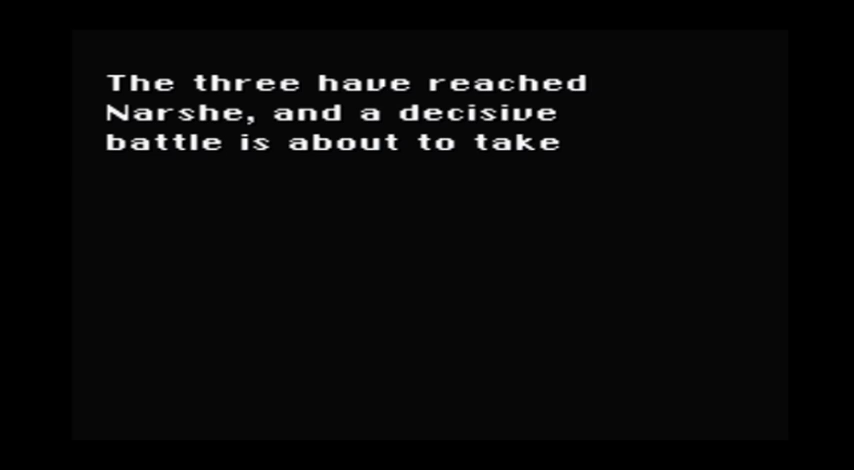 The three have reached
Narshe, and a decisive
battle is about to take